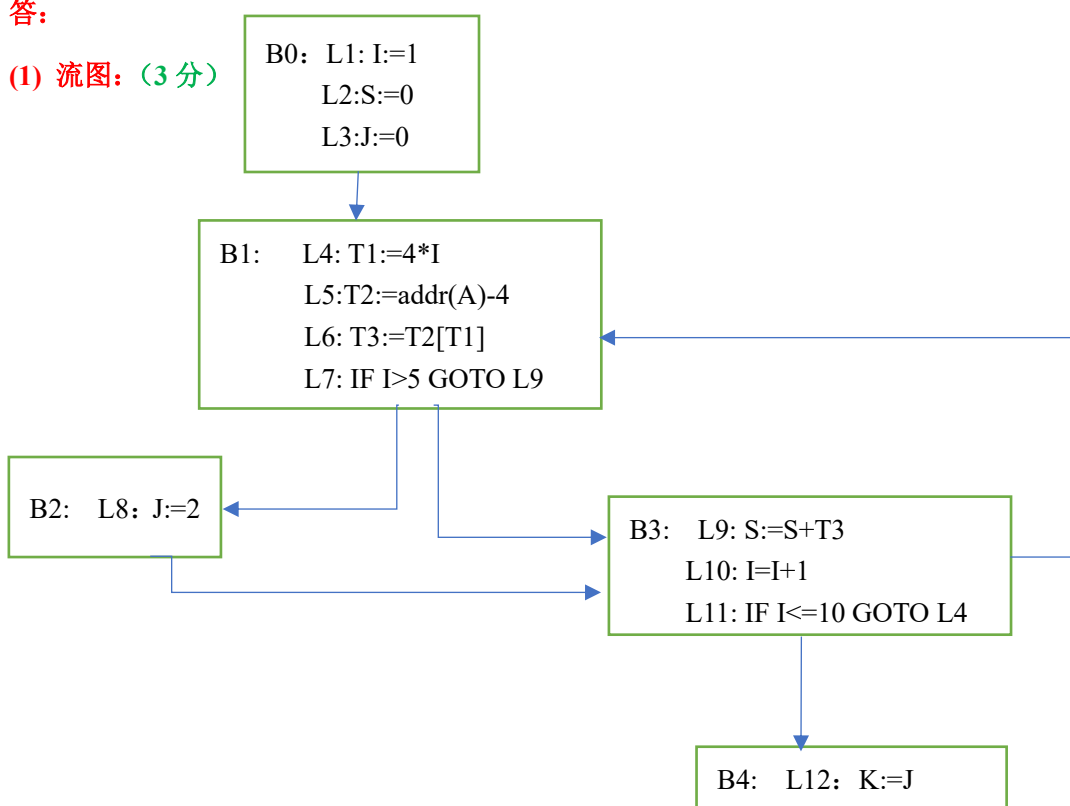 答：
(1) 流图：（3 分）
B0：L1: I:=1
L2:S:=0
L3:J:=0
B1: L4: T1:=4*I
L5:T2:=addr(A)-4
L6: T3:=T2[T1]
L7: IF I>5 GOTO L9
B2: L8：J:=2
B3: L9: S:=S+T3
L10: I=I+1
L11: IF I<=10 GOTO L4
B4: L12：K:=J